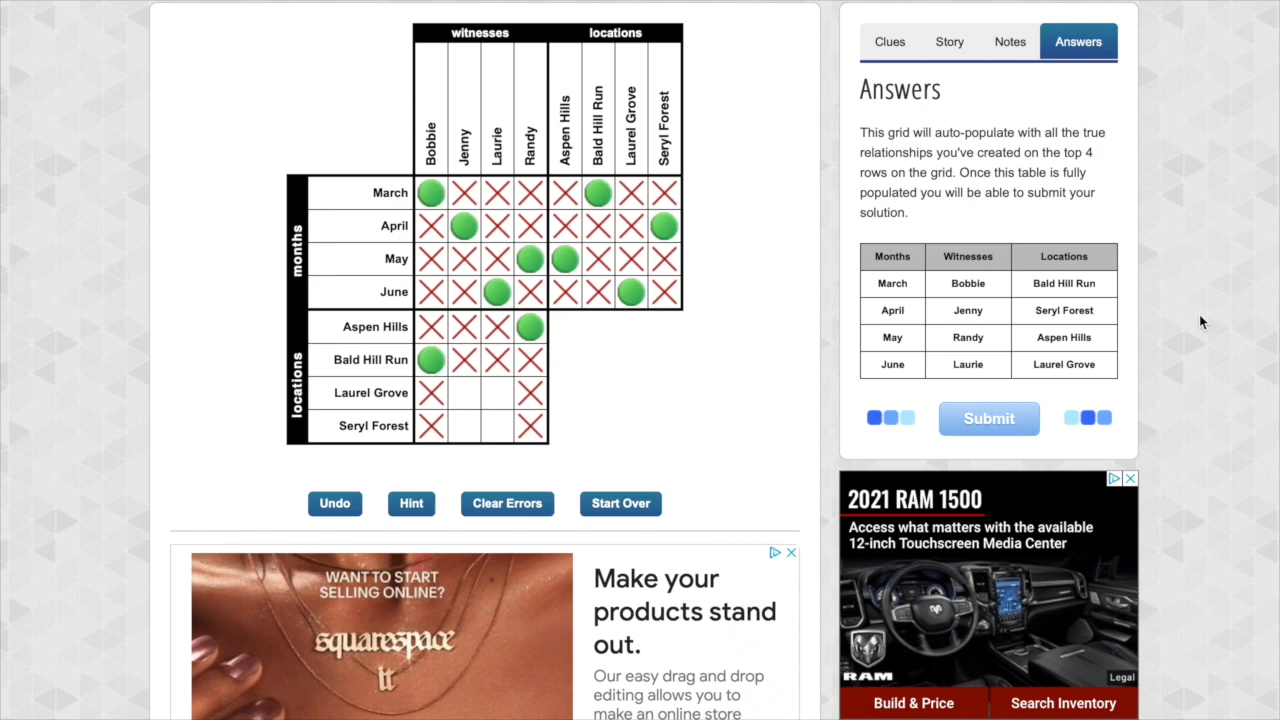 witnesses locations
Bobbie
Jenny
Laurie
Randy
Aspen Hills
Bald Hill Run
Laurel Grove
Seryl Forest
months
March
April
May
June
locations
Aspen Hills
Bald Hill Run
Laurel Grove
Seryl Forest
Undo Hint Clear Errors Start Over
WANT TO START
SELLING ONLINE?
squarespace
it
Make your
products stand
out.
Our easy drag and drop
editing allows you to
make an online store
Clues Story Notes Answers
Answers
This grid will auto-populate with all the true
relationships you've created on the top 4
rows on the grid. Once this table is fully
populated you will be able to submit your
solution.
Months Witnesses Locations
March Bobbie Bald Hill Run
April Jenny Seryl Forest
May Randy Aspen Hills
June Laurie Laurel Grove
Submit
2021 RAM 1500
Access what matters with the available
12-inch Touchscreen Media Center
RAM
Legal
Build & Price Search Inventory